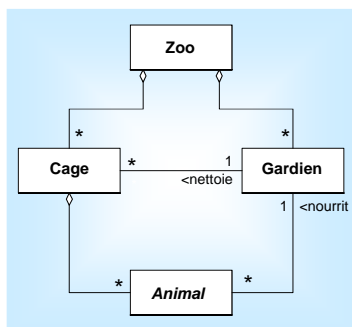 Zoo
* *
Cage * 1 Gardien
<nettoie
1 <nourrit
* Animal *